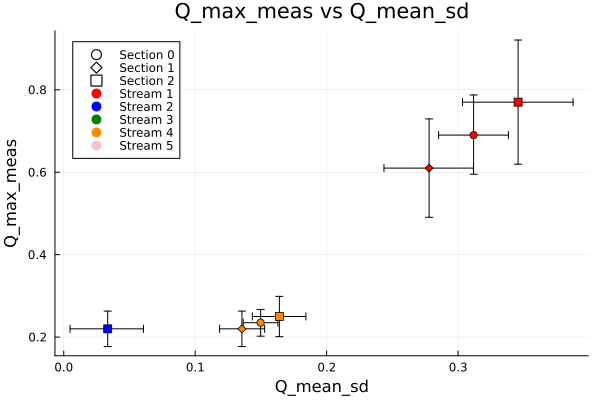 Q_max_meas vs Q_mean_sd
Section 0
Section 1
Section 2
Stream 1
Stream 2
Stream 3
Stream 4
Stream 5
Q_max_meas
0.8
0.6
0.4
0.2
0.0
0.1
0.2
0.3
Q_mean_sd